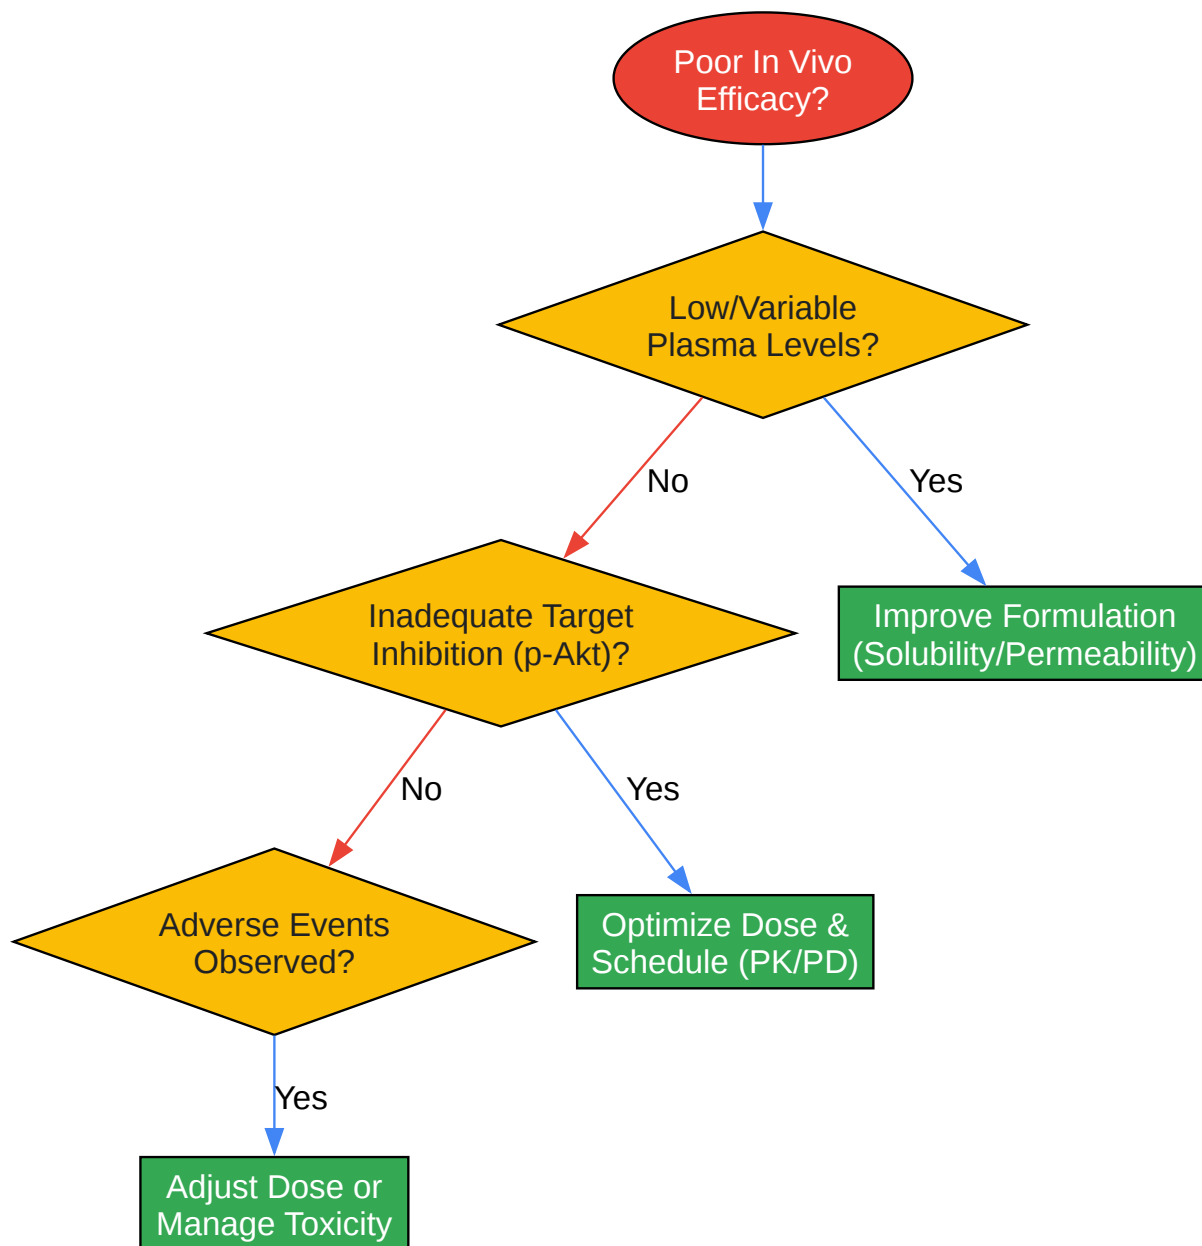 Poor In Vivo
Efficacy?
Low/Variable
Plasma Levels?
No
Yes
Inadequate Target
Inhibition (p-Akt)?
Improve Formulation
(Solubility/Permeability)
No
Yes
Adverse Events
Observed?
Optimize Dose &
Schedule (PK/PD)
Yes
Adjust Dose or
Manage Toxicity